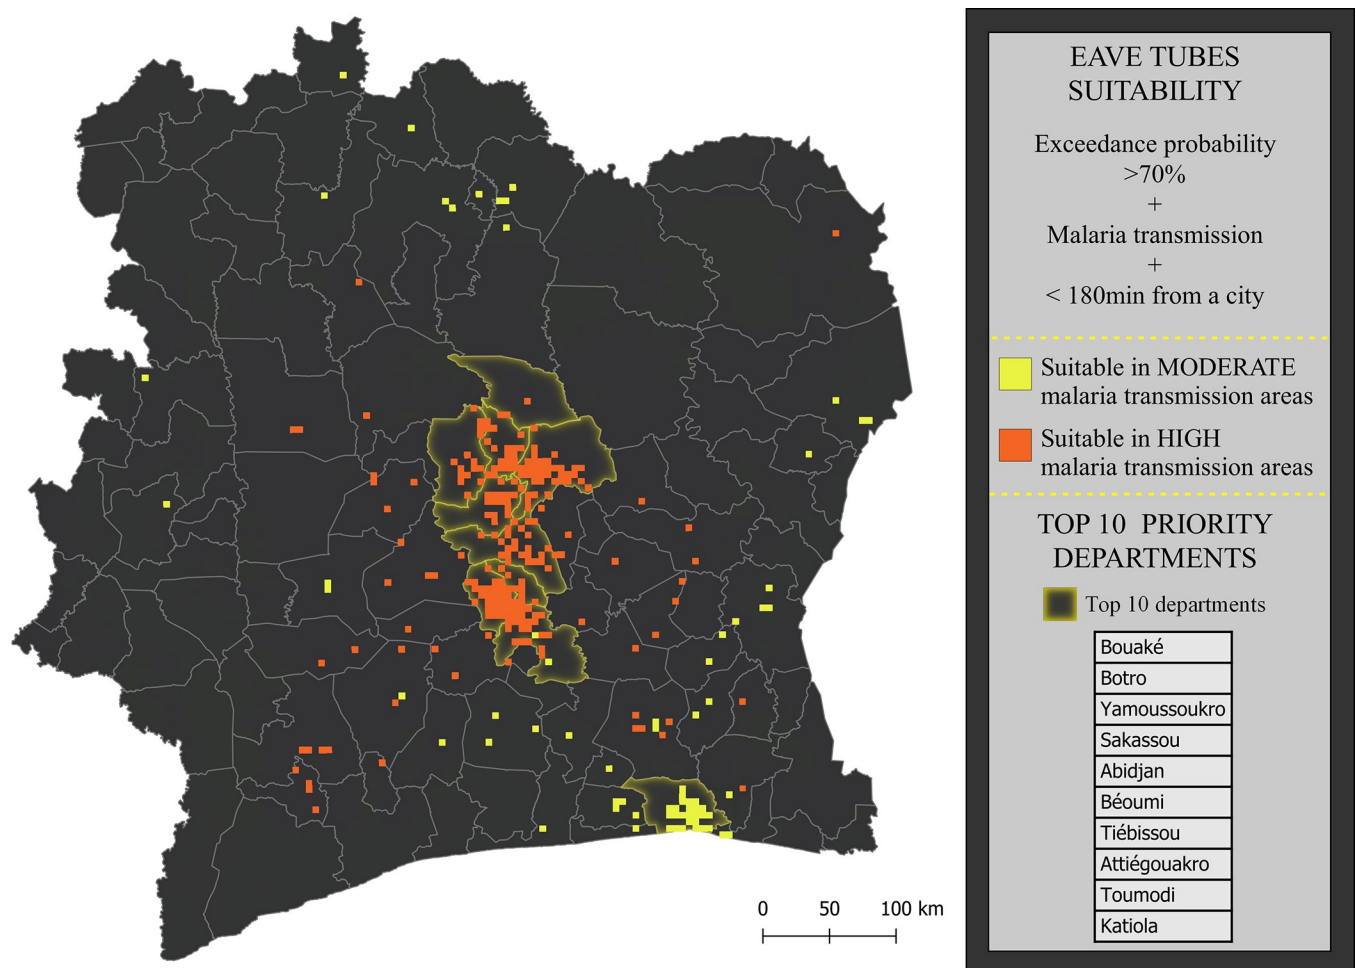 EAVE TUBES
SUITABILITY
Exceedance probability
>70%
+
Malaria transmission
+
< 180min from a city
Suitable in MODERATE
malaria transmission areas
Suitable in HIGH
malaria transmission areas
TOP 10 PRIORITY
DEPARTMENTS
Top 10 departments
Bouaké
Botro
Yamoussoukro
Sakassou
Abidjan
Béoumi
Tiébissou
Attiégouakro
Toumodi
Katiola
0 50 100 km